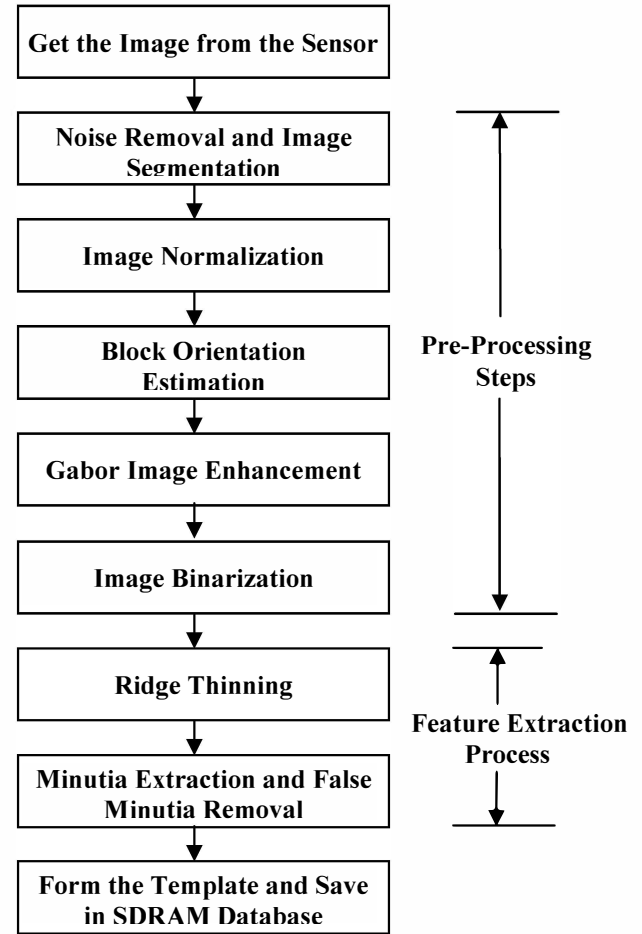 Get the Image from the Sensor
Noise Removal and Image
Segmentation
Image Normalization
Block Orientation
Estimation
Gabor Image Enhancement
Image Binarization
Ridge Thinning
Minutia Extraction and False
Minutia Removal
Form the Template and Save
in SDRAM Database
Pre-Processing
Steps
Feature Extraction
Process